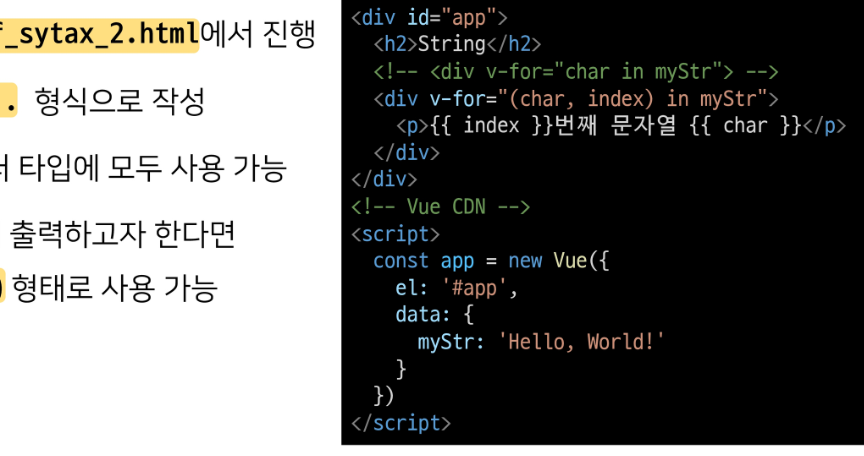 f_sytax_2.html에서 진행
. 형식으로 작성
타입에 모두 사용 가능
출력하고자 한다면
) 형태로 사용 가능
<div id="app">
<h2>String</h2>
<!-- <div v-for="char in myStr"> -->
<div v-for="(char, index) in myStr">
<p>{{ index }}번째 문자열 {{ char }}</p>
</div>
</div>
<!-- Vue CDN -->
<script>
const app = new Vue({
el: '#app',
data: {
myStr: 'Hello, World!'
}
})
</script>